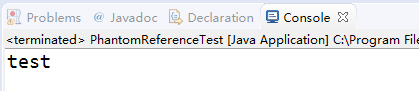 Problems @ Javadoc Declaration Console
<terminated> PhantomReferenceTest [Java Application] C:\Program File
test